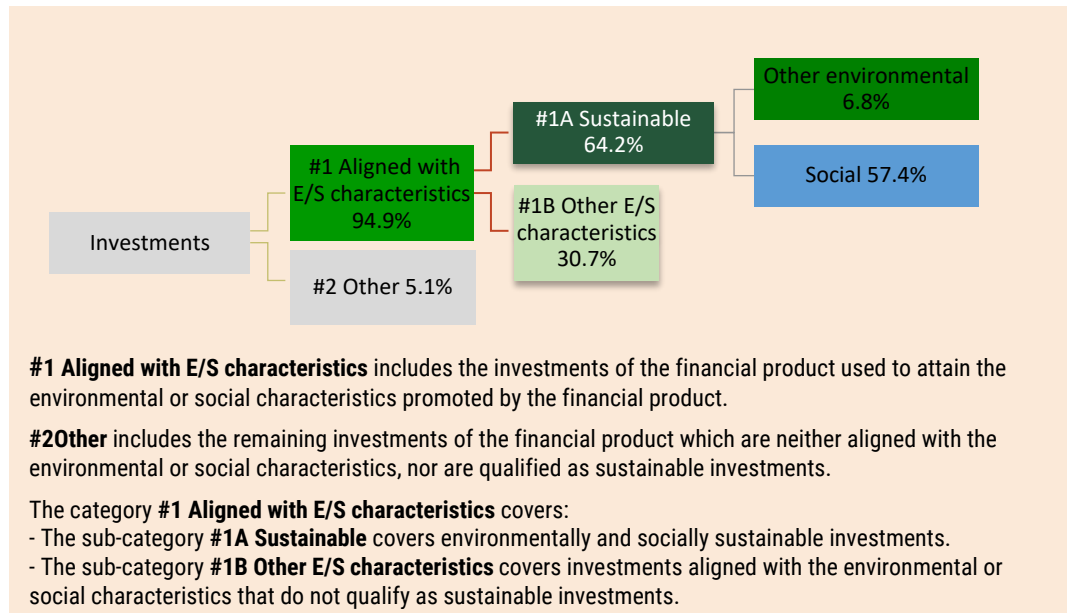 Investments
#1 Aligned with
E/S characteristics
94.9%
#2 Other 5.1%
#1A Sustainable
64.2%
#1B Other E/S
characteristics
30.7%
Other environmental
6.8%
Social 57.4%
#1 Aligned with E/S characteristics includes the investments of the financial product used to attain the
environmental or social characteristics promoted by the financial product.
#2Other includes the remaining investments of the financial product which are neither aligned with the
environmental or social characteristics, nor are qualified as sustainable investments.
The category #1 Aligned with E/S characteristics covers:
- The sub-category #1A Sustainable covers environmentally and socially sustainable investments.
- The sub-category #1B Other E/S characteristics covers investments aligned with the environmental or
social characteristics that do not qualify as sustainable investments.